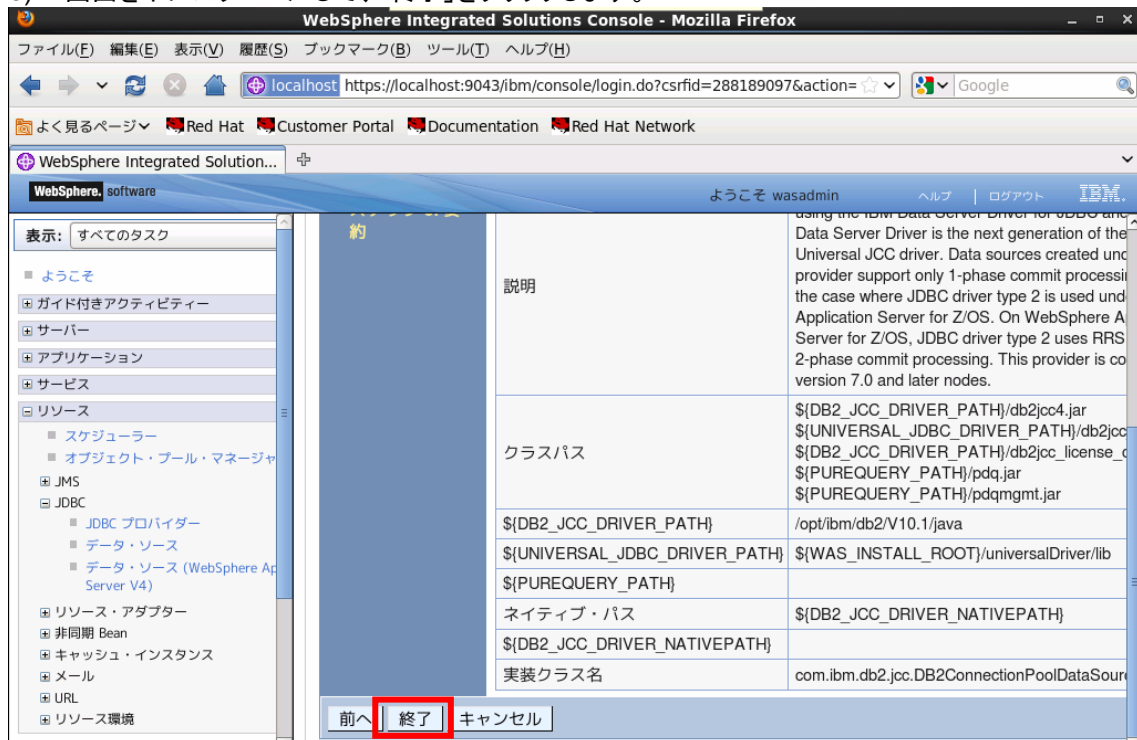 WebSphere Integrated Solutions Console - Mozilla Firefox
ファイル(F) 編集(E) 表示(V) 履歴(S) ブックマーク(B) ツール(T) ヘルプ(H)
localhost https://localhost:9043/ibm/console/login.do?csrfid=288189097&action= Google
よく見るページ Red Hat Customer Portal Documentation Red Hat Network
WebSphere Integrated Solution...
WebSphere. software ようこそ wasadmin ヘルプ | ログアウト IBM.
表示: すべてのタスク
ようこそ
ガイド付きアクティビティー
サーバー
アプリケーション
サービス
リソース
スケジューラー
オブジェクト・プール・マネージャ
JMS
JDBC
JDBC プロバイダー
データ・ソース
データ・ソース (WebSphere Ap
Server V4)
リソース・アダプター
非同期 Bean
キャッシュ・インスタンス
メール
URL
リソース環境
約
説明
using the IBM Data Server Driver for JDBC and
Data Server Driver is the next generation of the
Universal JCC driver. Data sources created und
provider support only 1-phase commit processi
the case where JDBC driver type 2 is used unde
Application Server for Z/OS. On WebSphere A
Server for Z/OS, JDBC driver type 2 uses RRS
2-phase commit processing. This provider is co
version 7.0 and later nodes.
クラスパス
${DB2_JCC_DRIVER_PATH}/db2jcc4.jar
${UNIVERSAL_JDBC_DRIVER_PATH}/db2jcc
${DB2_JCC_DRIVER_PATH}/db2jcc_license_c
${PUREQUERY_PATH}/pdq.jar
${PUREQUERY_PATH}/pdqmgmt.jar
${DB2_JCC_DRIVER_PATH} /opt/ibm/db2/V10.1/java
${UNIVERSAL_JDBC_DRIVER_PATH} ${WAS_INSTALL_ROOT}/universalDriver/lib
${PUREQUERY_PATH}
ネイティブ・パス ${DB2_JCC_DRIVER_NATIVEPATH}
${DB2_JCC_DRIVER_NATIVEPATH}
実装クラス名 com.ibm.db2.jcc.DB2ConnectionPoolDataSour
前へ 終了 キャンセル